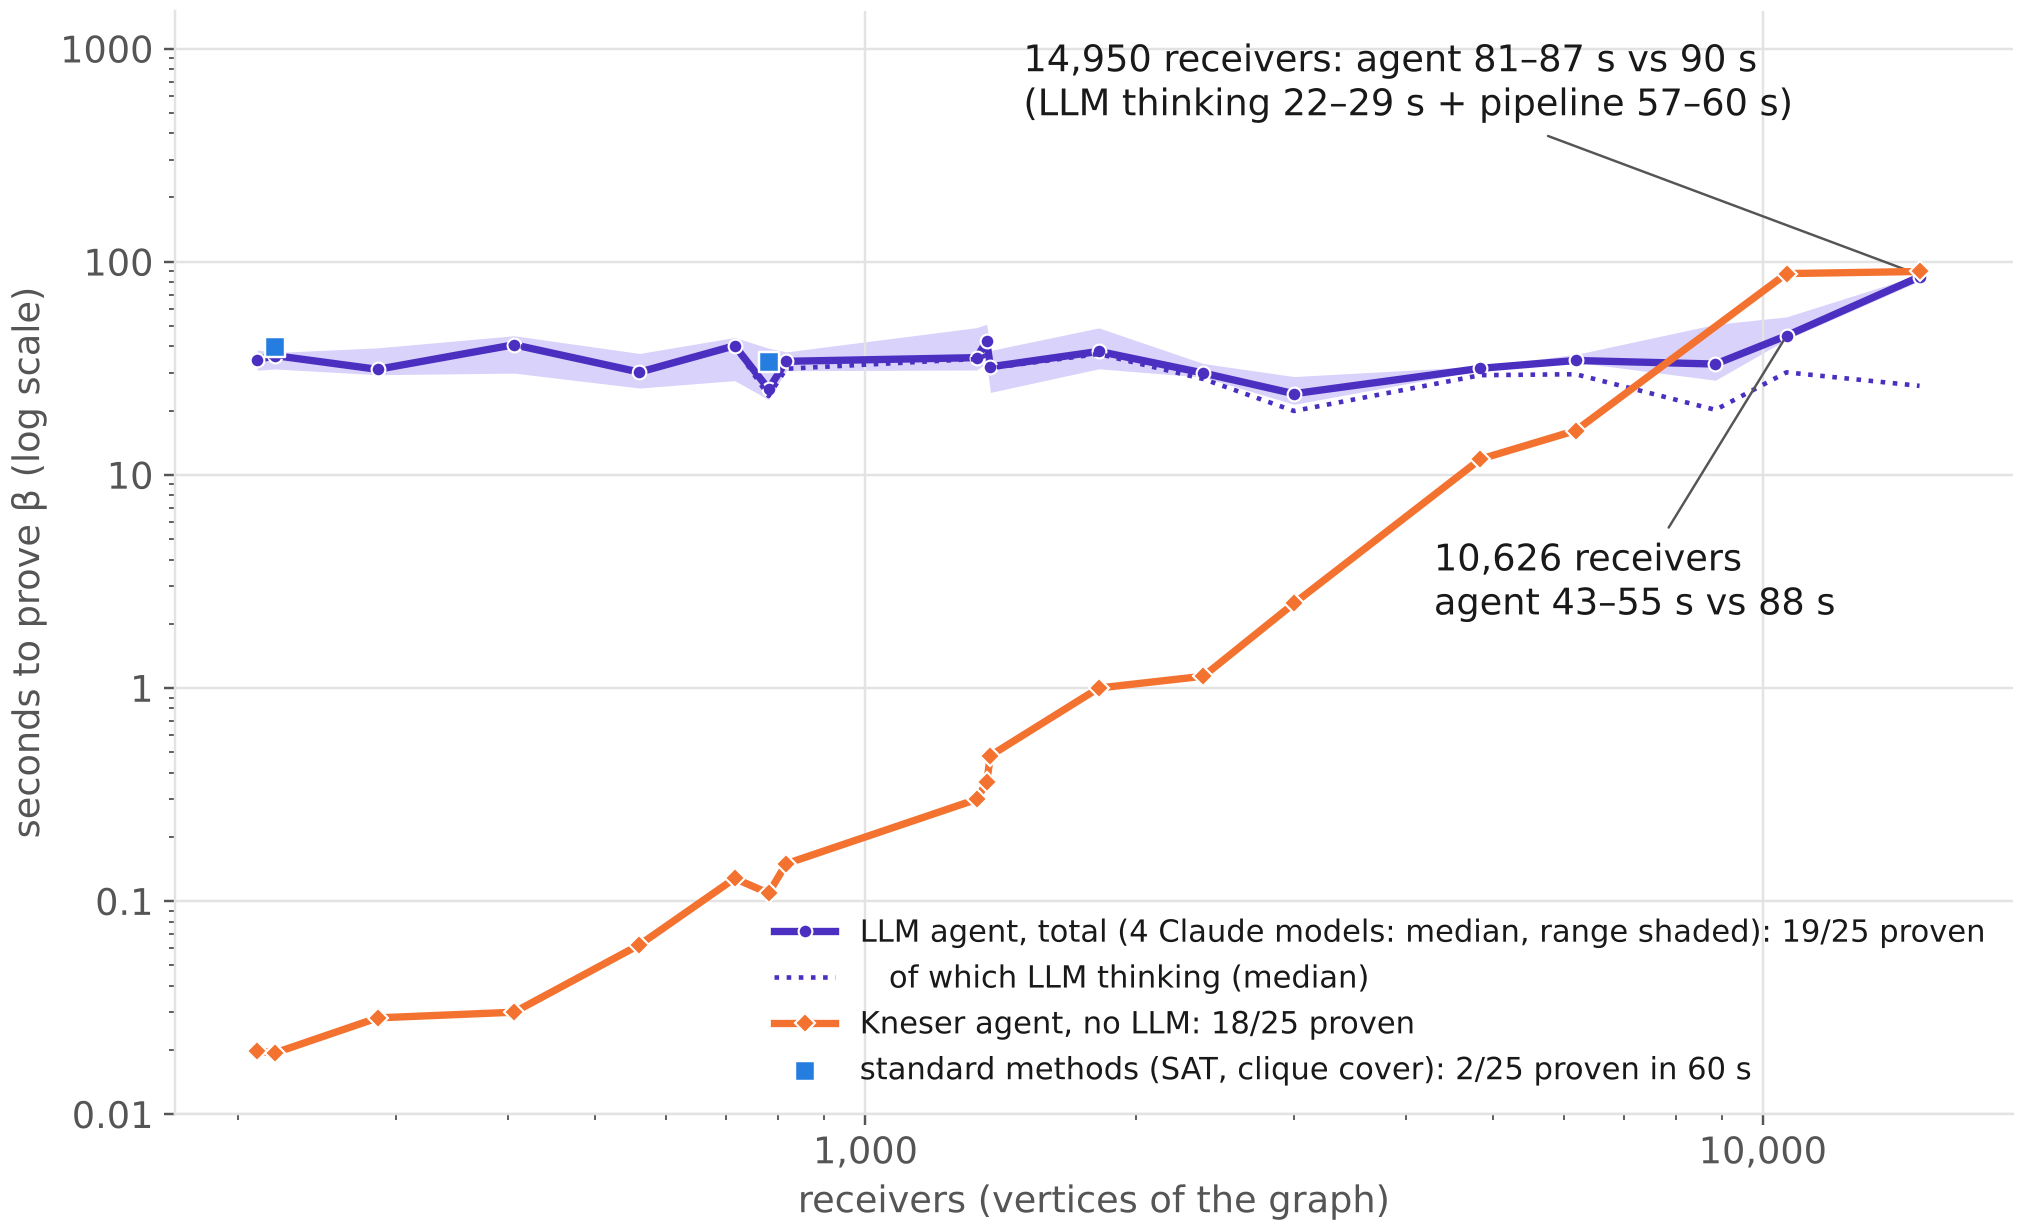 14,950 receivers: agent 81–87 s vs 90 s
(LLM thinking 22–29 s + pipeline 57–60 s)
10,626 receivers
agent 43–55 s vs 88 s
seconds to prove β (log scale)
1000
100
10
1
0.1
0.01
LLM agent, total (4 Claude models: median, range shaded): 19/25 proven
of which LLM thinking (median)
Kneser agent, no LLM: 18/25 proven
standard methods (SAT, clique cover): 2/25 proven in 60 s
1,000
10,000
receivers (vertices of the graph)